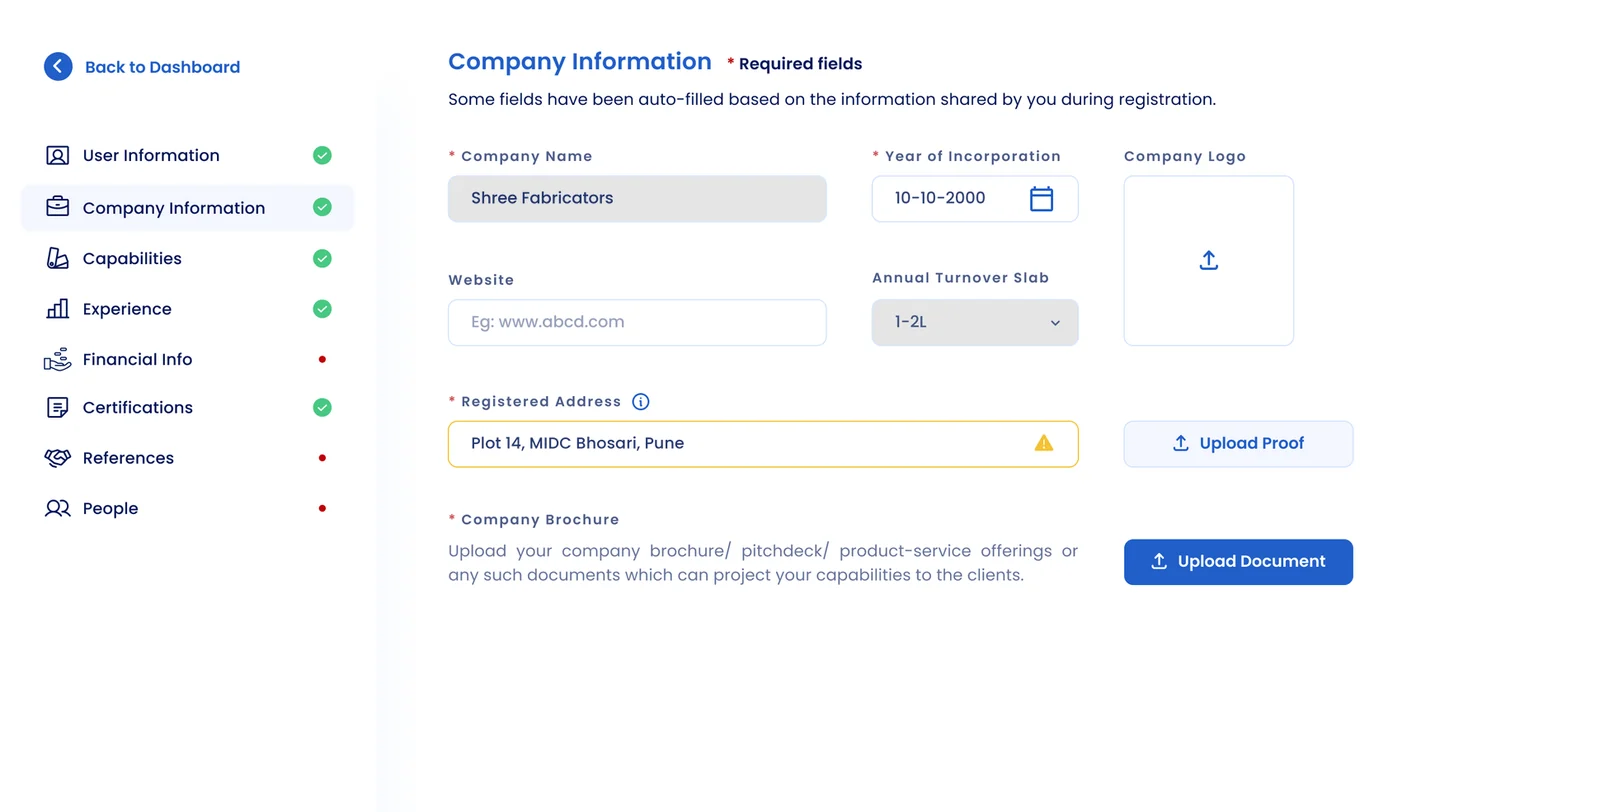 Back to Dashboard
User Information
Company Information
Capabilities
Experience
Financial Info
Certifications
References
People
Company Information * Required fields
Some fields have been auto-filled based on the information shared by you during registration.
* Company Name
Shree Fabricators
* Year of Incorporation
10-10-2000
Company Logo
Website
Eg: www.abcd.com
Annual Turnover Slab
1-2L
* Registered Address
Plot 14, MIDC Bhosari, Pune
Upload Proof
* Company Brochure
Upload your company brochure/ pitchdeck/ product-service offerings or
any such documents which can project your capabilities to the clients.
Upload Document